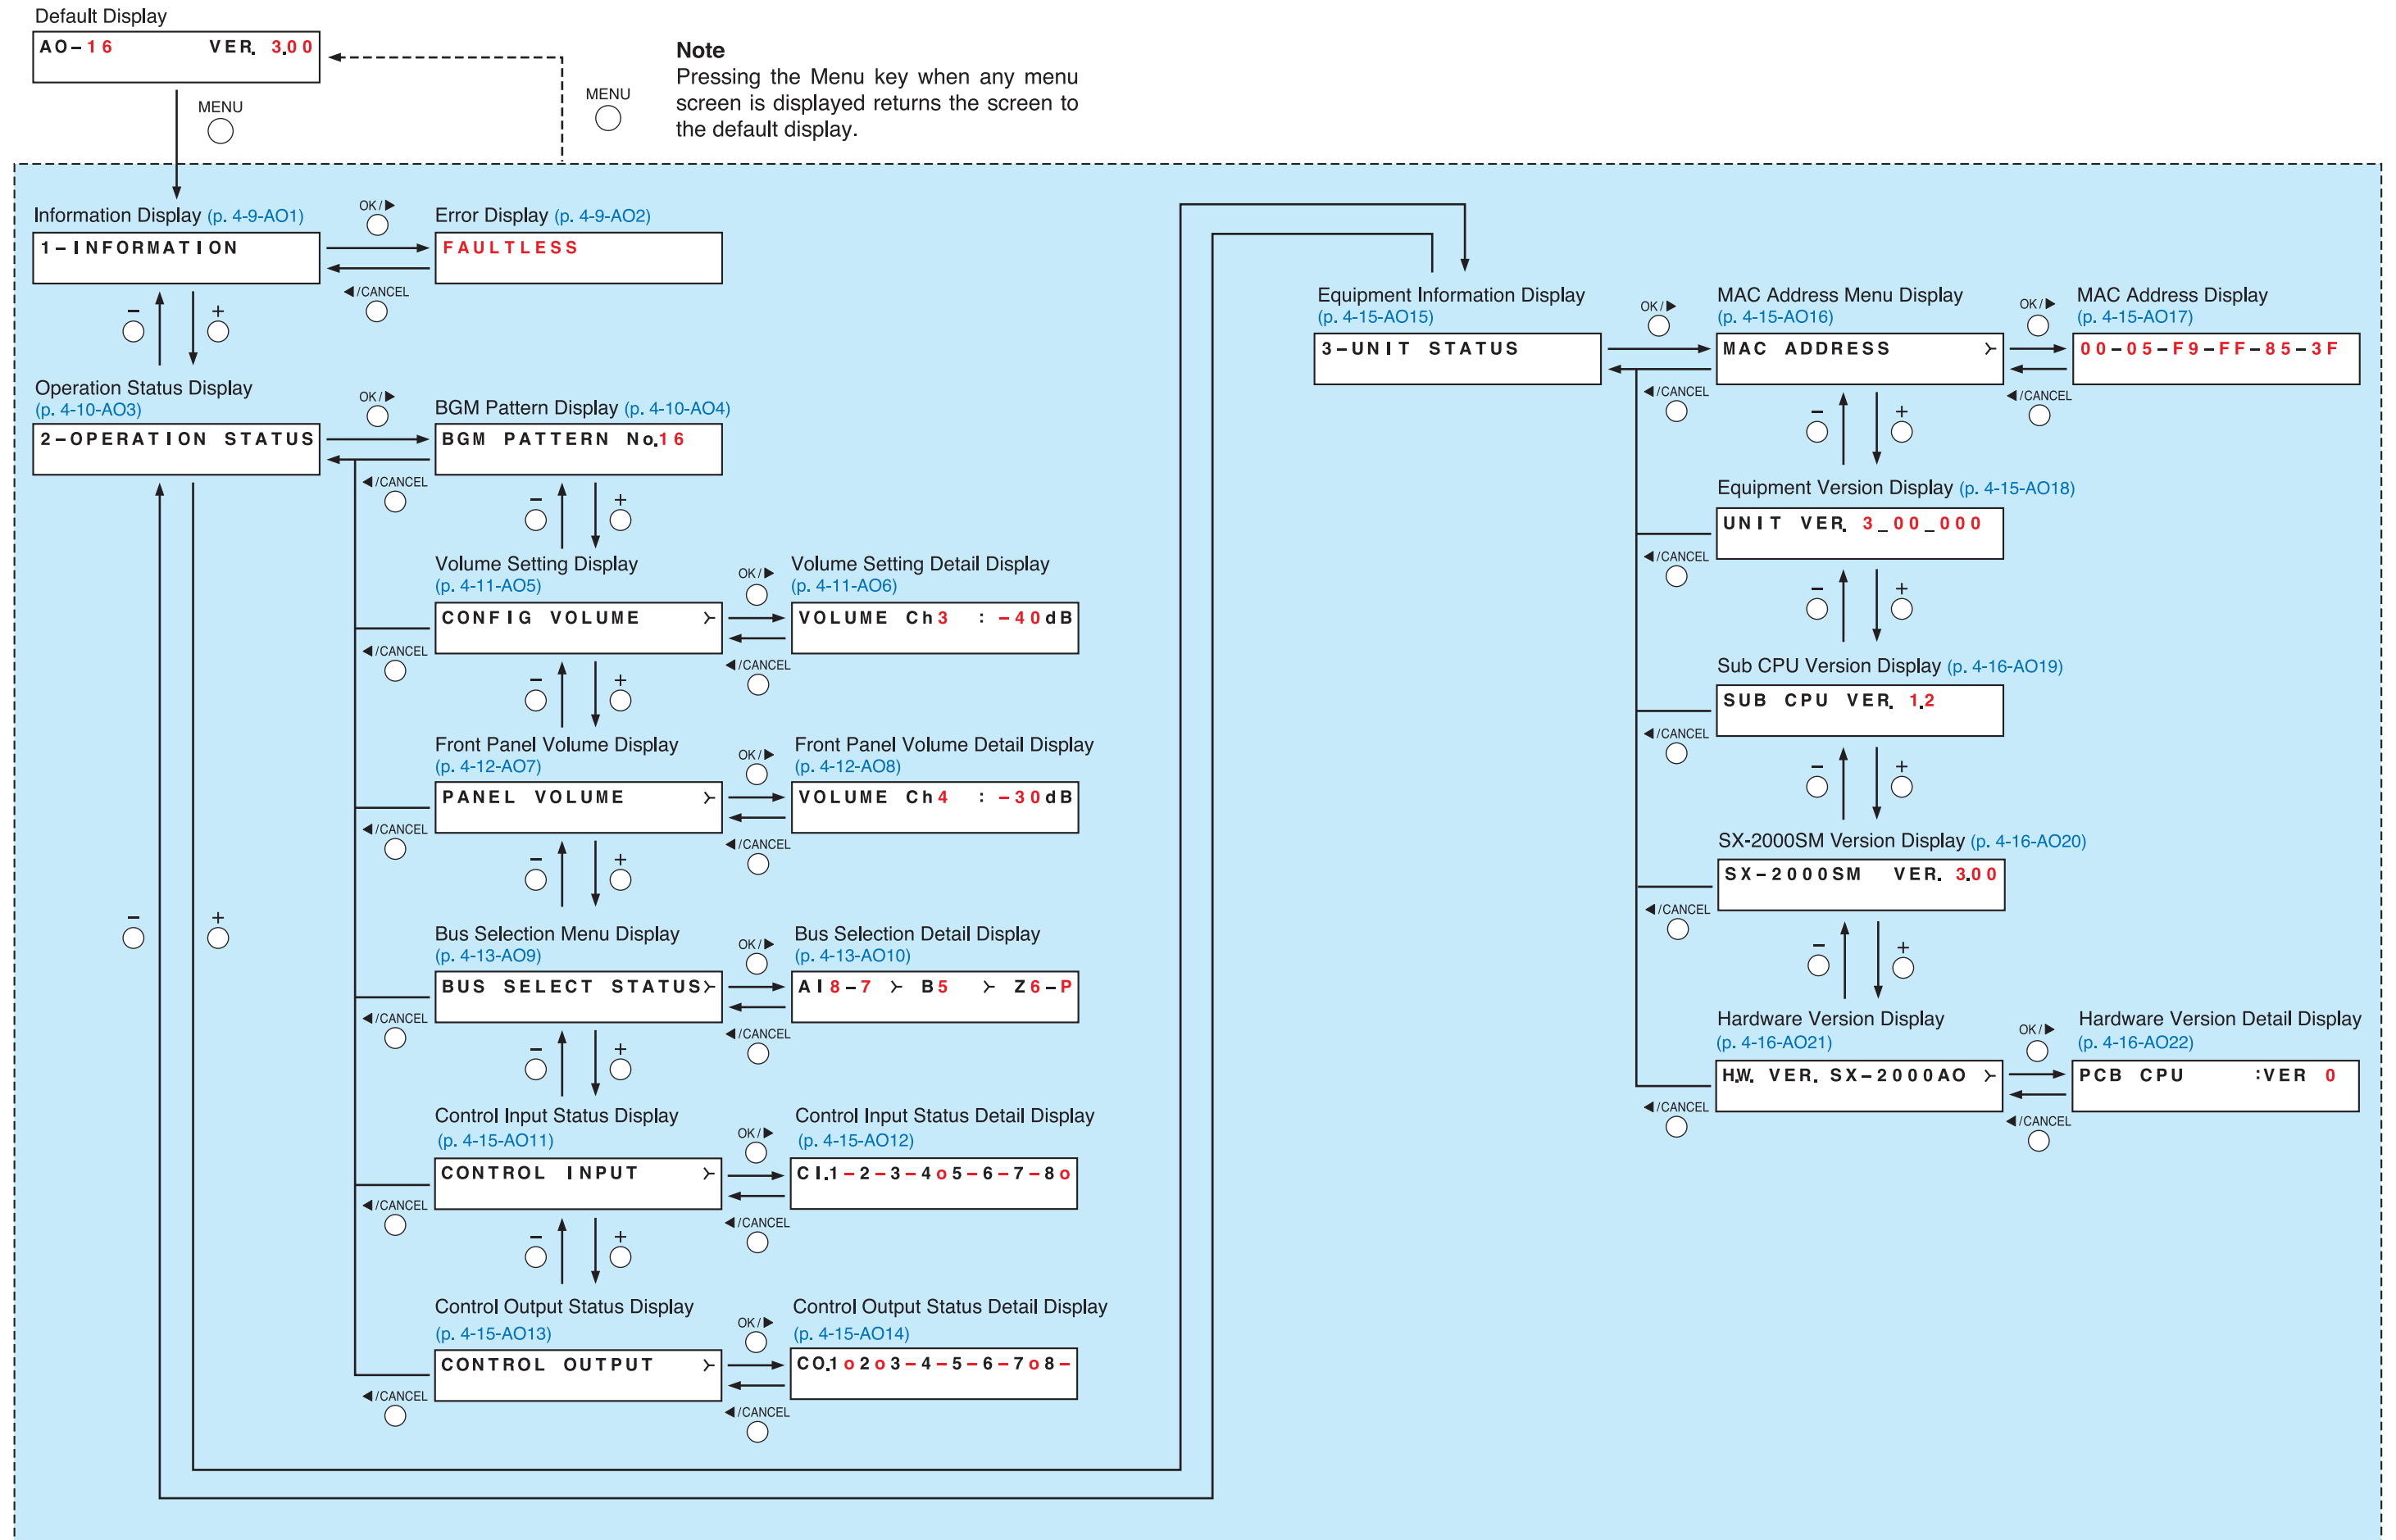 Default Display
AO-16 VER. 3.00
MENU
MENU
Note
Pressing the Menu key when any menu
screen is displayed returns the screen to
the default display.
Information Display (p. 4-9-AO1)
1-INFORMATION
OK/▶
◀/CANCEL
Error Display (p. 4-9-AO2)
FAULTLESS
− +
Operation Status Display
(p. 4-10-AO3)
2-OPERATION STATUS
OK/▶
◀/CANCEL
BGM Pattern Display (p. 4-10-AO4)
BGM PATTERN No.16
− +
Volume Setting Display
(p. 4-11-AO5)
CONFIG VOLUME ≻
◀/CANCEL
OK/▶
◀/CANCEL
Volume Setting Detail Display
(p. 4-11-AO6)
VOLUME Ch3 : -40dB
− +
Front Panel Volume Display
(p. 4-12-AO7)
PANEL VOLUME ≻
◀/CANCEL
OK/▶
◀/CANCEL
Front Panel Volume Detail Display
(p. 4-12-AO8)
VOLUME Ch4 : -30dB
− +
− +
Bus Selection Menu Display
(p. 4-13-AO9)
BUS SELECT STATUS≻
◀/CANCEL
OK/▶
◀/CANCEL
Bus Selection Detail Display
(p. 4-13-AO10)
AI8-7 ≻ B5 ≻ Z6-P
− +
Control Input Status Display
(p. 4-15-AO11)
CONTROL INPUT ≻
◀/CANCEL
OK/▶
◀/CANCEL
Control Input Status Detail Display
(p. 4-15-AO12)
CI.1-2-3-4o5-6-7-8o
− +
Control Output Status Display
(p. 4-15-AO13)
CONTROL OUTPUT ≻
◀/CANCEL
OK/▶
◀/CANCEL
Control Output Status Detail Display
(p. 4-15-AO14)
CO.1o2o3-4-5-6-7o8-
Equipment Information Display
(p. 4-15-AO15)
3-UNIT STATUS
OK/▶
◀/CANCEL
MAC Address Menu Display
(p. 4-15-AO16)
MAC ADDRESS ≻
OK/▶
◀/CANCEL
MAC Address Display
(p. 4-15-AO17)
00-05-F9-FF-85-3F
− +
Equipment Version Display (p. 4-15-AO18)
UNIT VER. 3_00_000
◀/CANCEL
− +
Sub CPU Version Display (p. 4-16-AO19)
SUB CPU VER. 1.2
◀/CANCEL
− +
SX-2000SM Version Display (p. 4-16-AO20)
SX-2000SM VER. 3.00
◀/CANCEL
− +
Hardware Version Display
(p. 4-16-AO21)
H.W. VER. SX-2000AO ≻
◀/CANCEL
OK/▶
◀/CANCEL
Hardware Version Detail Display
(p. 4-16-AO22)
PCB CPU :VER 0